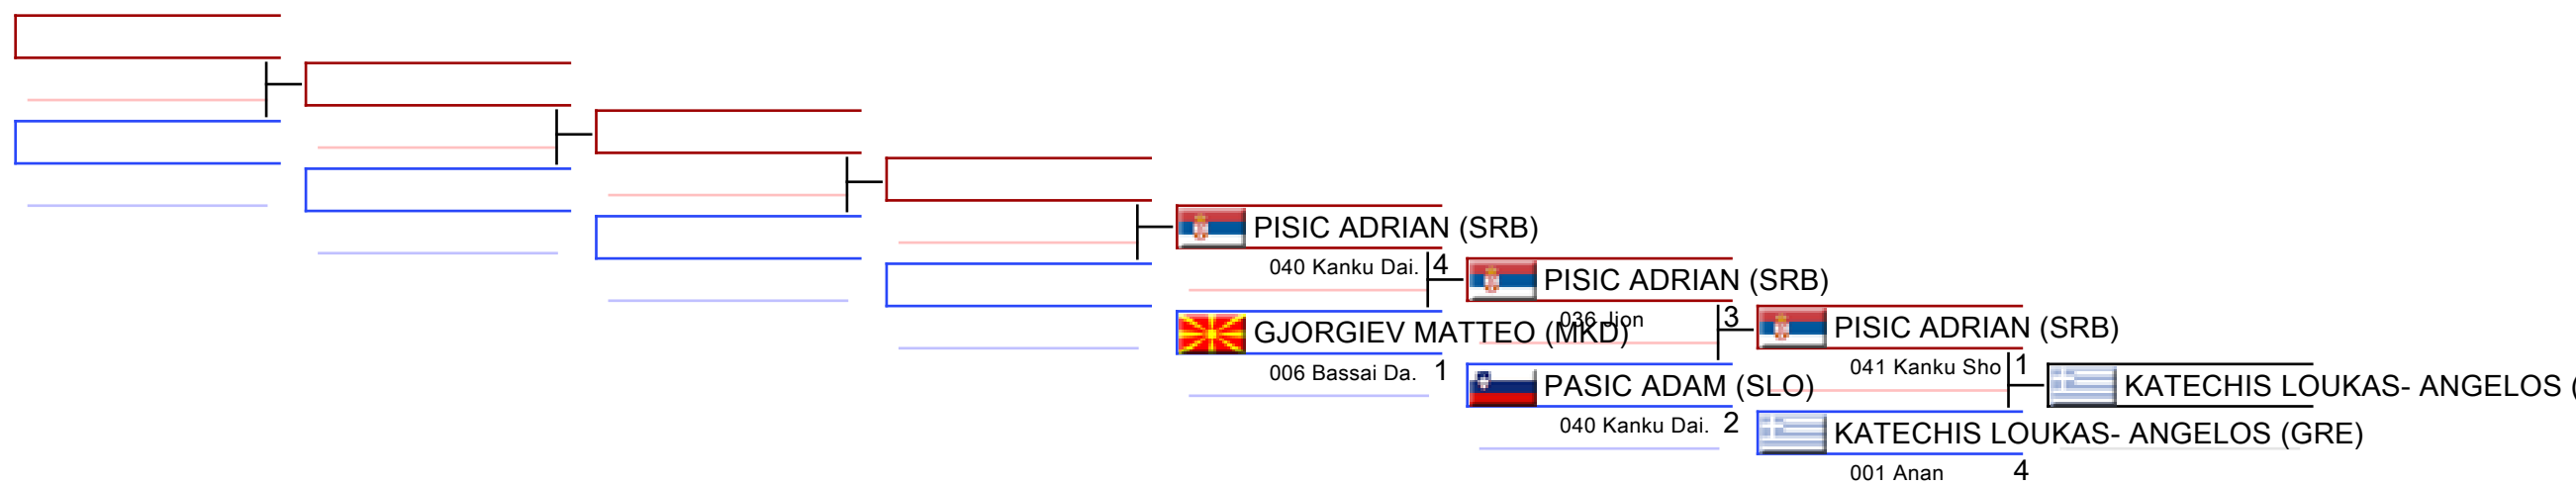 PISIC ADRIAN (SRB)
040 Kanku Dai. 4
GJORGIEV MATTEO (MKD)
006 Bassai Da. 1
PISIC ADRIAN (SRB)
036 Jion 3
PASIC ADAM (SLO)
040 Kanku Dai. 2
PISIC ADRIAN (SRB)
041 Kanku Sho 1
KATECHIS LOUKAS- ANGELOS (GRE)
001 Anan 4
KATECHIS LOUKAS- ANGELOS (